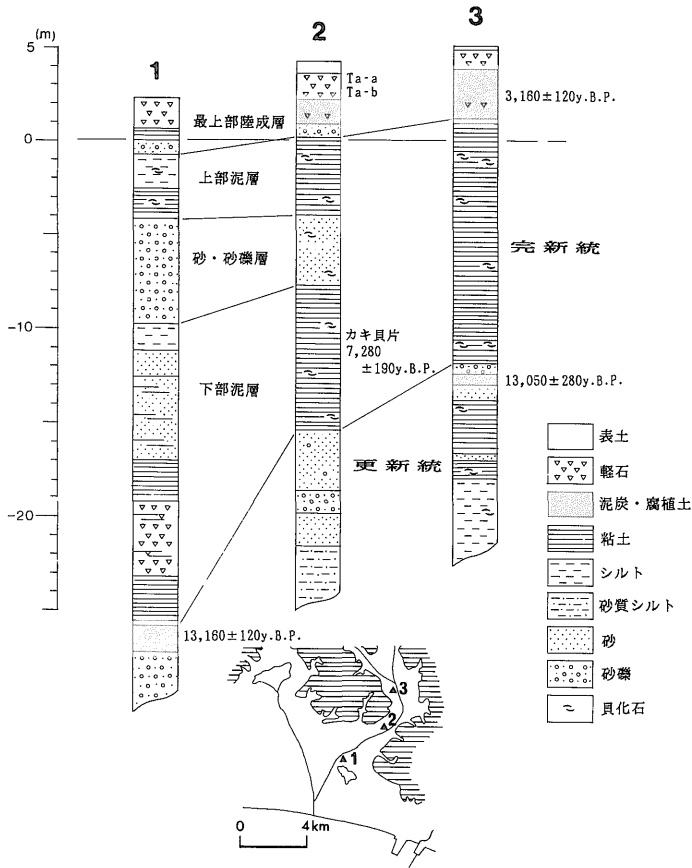 (m)
5
0
-10
-20
1
2
3
Ta-a
Ta-b
3,160±120y.B.P.
最上部陸成層
上部泥層
砂・砂礫層
下部泥層
完新統
カキ貝片
7,280
±190y.B.P.
13,050±280y.B.P.
更新統
13,160±120y.B.P.
表土
軽石
泥炭・腐植土
粘土
シルト
砂質シルト
砂
砂礫
貝化石
3
2
1
0
4km